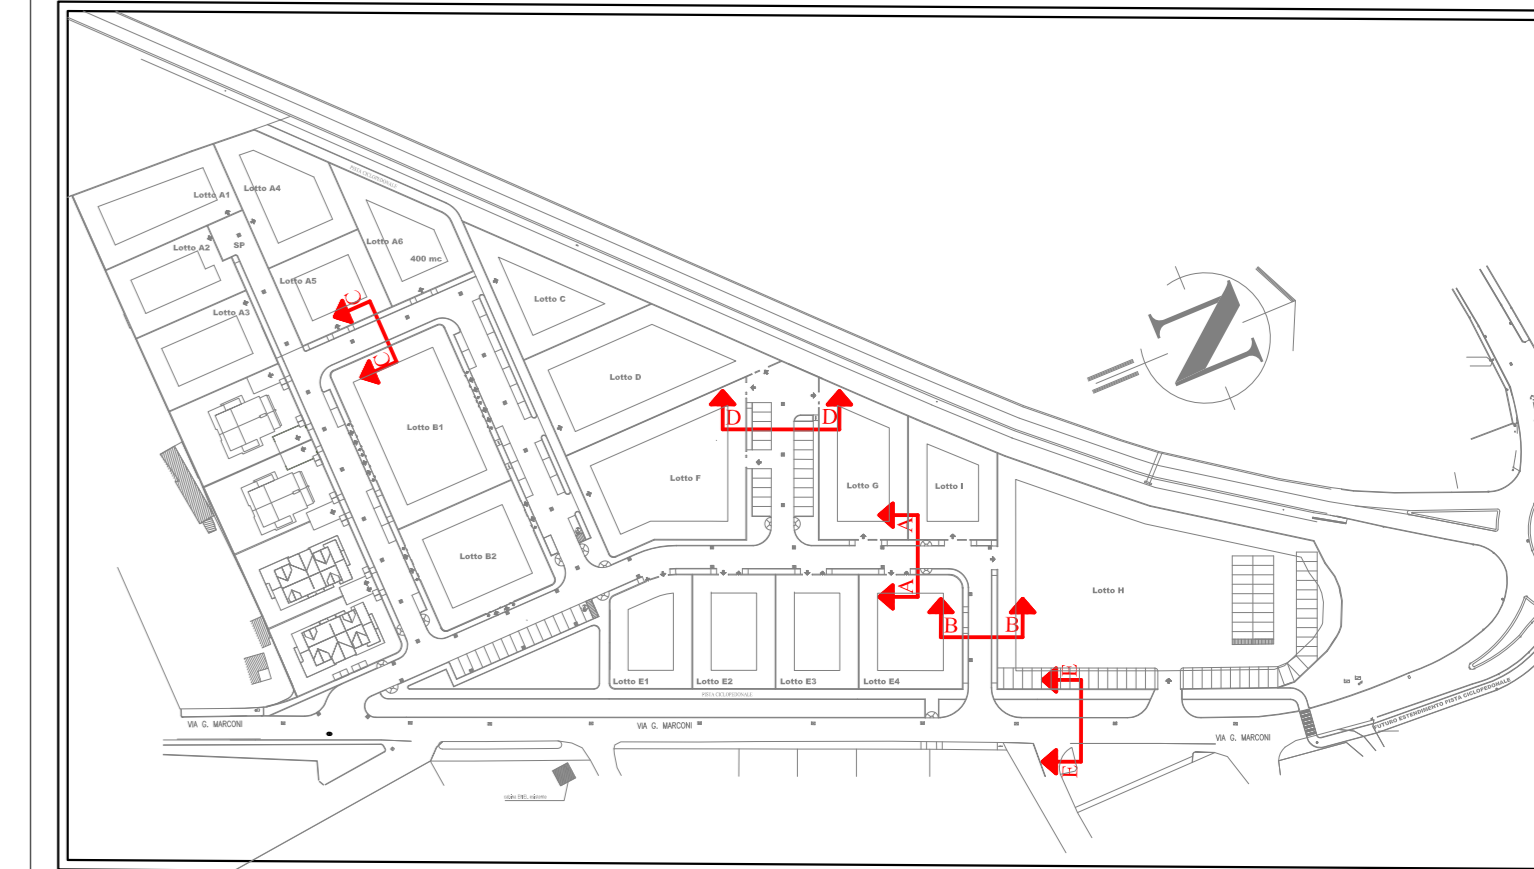 PISTA CICLOPEDONALE
Lotto A1
Lotto A4
Lotto A2
SP
Lotto A6
400 mc
Lotto A5
Lotto A3
C
C
Lotto C
Lotto D
Lotto B1
D
D
N
Lotto F
Lotto G
Lotto I
A
Lotto B2
A
Lotto H
B
B
E
Lotto E1
Lotto E2
Lotto E3
Lotto E4
PISTA CICLOPEDONALE
FUTURO ESTENDIMENTO PISTA CICLOPEDONALE
VIA G. MARCONI
VIA G. MARCONI
VIA G. MARCONI
E